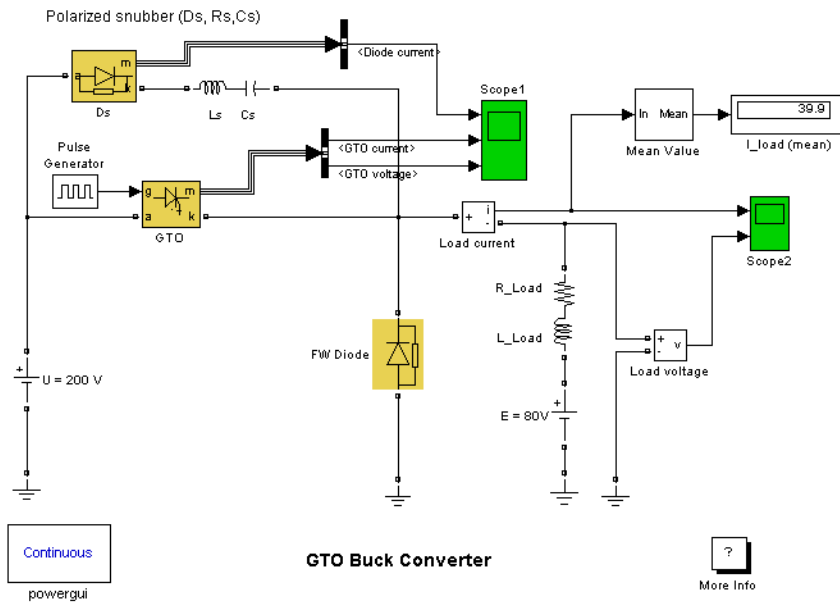 Polarized snubber (Ds, Rs,Cs)
m
<Diode current>
a
k
Ds
Ls
Cs
Scope1
In
Mean
39.9
Mean Value
I_load (mean)
Pulse
Generator
<GTO current>
<GTO voltage>
g
m
a
k
GTO
+
i
-
Load current
Scope2
R_Load
L_Load
FW Diode
+
-
v
Load voltage
+
U = 200 V
+
E = 80V
Continuous
powergui
GTO Buck Converter
?
More Info